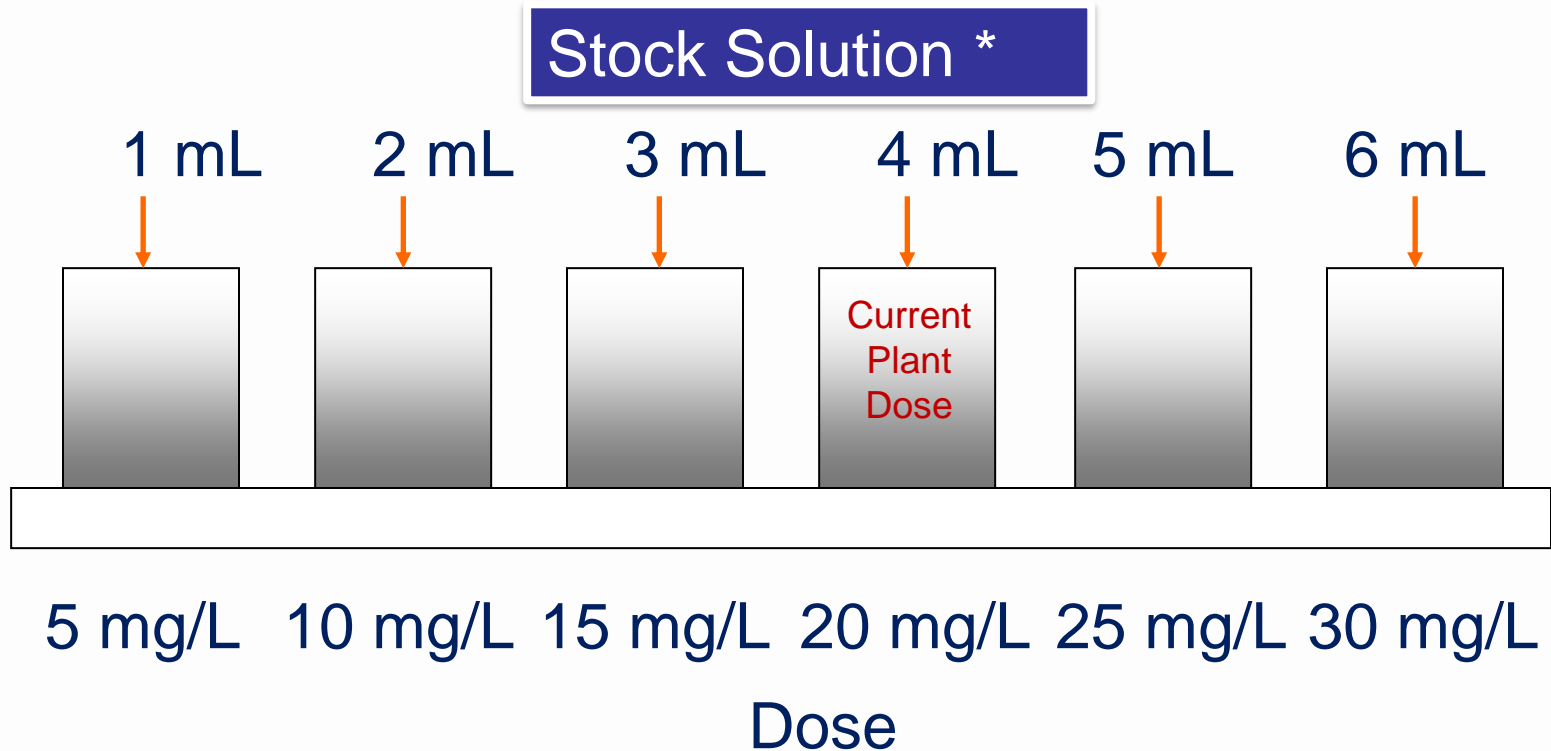 Stock Solution *
1 mL 2 mL 3 mL 4 mL 5 mL 6 mL
Current
Plant
Dose
5 mg/L 10 mg/L 15 mg/L 20 mg/L 25 mg/L 30 mg/L
Dose